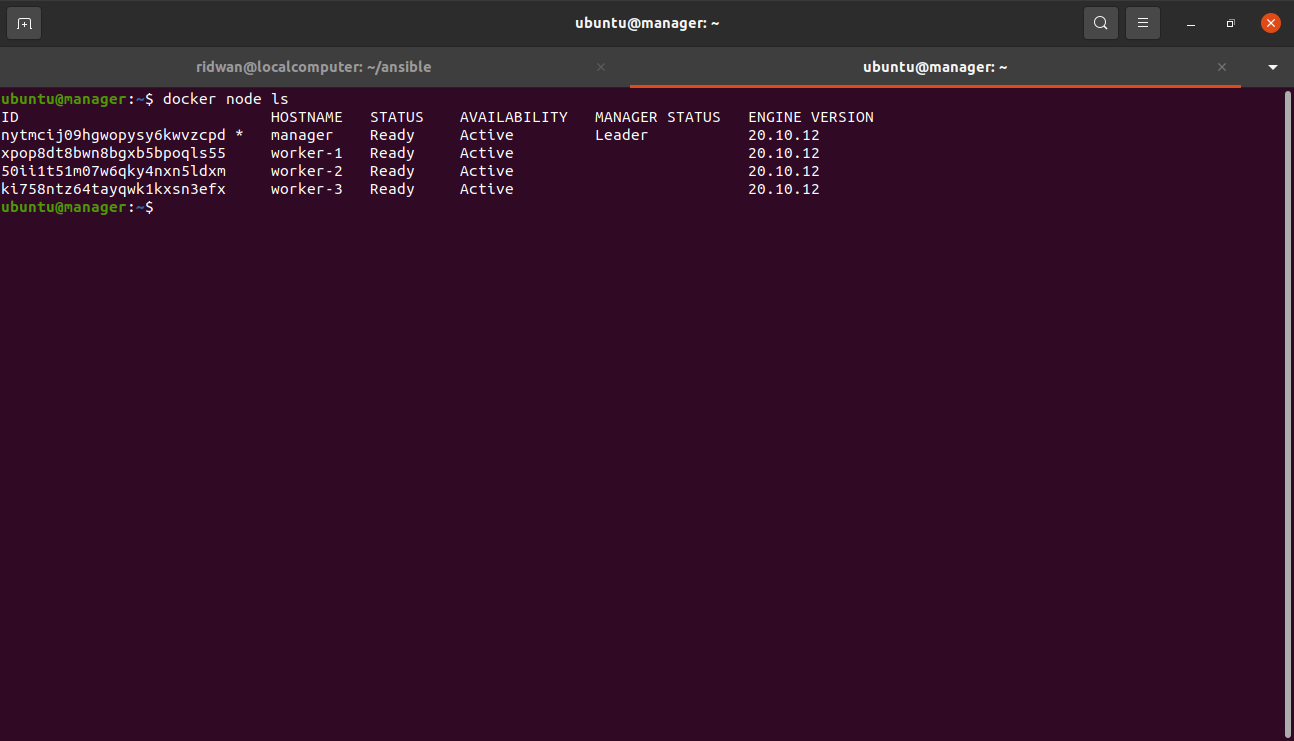 ubuntu@manager: ~
ridwan@localcomputer: ~/ansible
ubuntu@manager: ~
ubuntu@manager:~$ docker node ls
ID                            HOSTNAME   STATUS    AVAILABILITY   MANAGER STATUS   ENGINE VERSION
nytmcij09hgwopysy6kwvzcpd *   manager    Ready     Active         Leader           20.10.12
xpop8dt8bwn8bgxb5bpoqls55     worker-1   Ready     Active                          20.10.12
50ii1t51m07w6qky4nxn5ldxm     worker-2   Ready     Active                          20.10.12
ki758ntz64tayqwk1kxsn3efx     worker-3   Ready     Active                          20.10.12
ubuntu@manager:~$